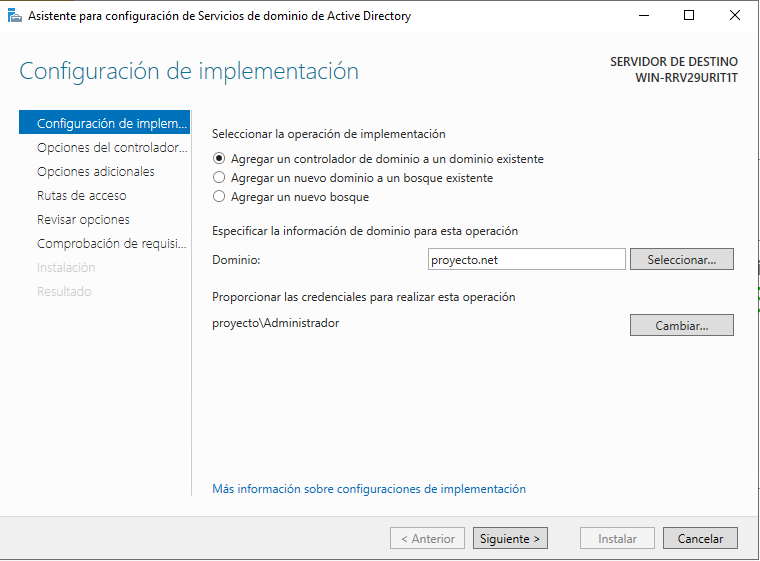 Asistente para configuración de Servicios de dominio de Active Directory
Configuración de implementación
SERVIDOR DE DESTINO
WIN-RRV29URIT1T
Configuración de implem...
Opciones del controlador...
Opciones adicionales
Rutas de acceso
Revisar opciones
Comprobación de requisi...
Instalación
Resultado
Seleccionar la operación de implementación
Agregar un controlador de dominio a un dominio existente
Agregar un nuevo dominio a un bosque existente
Agregar un nuevo bosque
Especificar la información de dominio para esta operación
Dominio:
proyecto.net
Seleccionar...
Proporcionar las credenciales para realizar esta operación
proyecto\Administrador
Cambiar...
Más información sobre configuraciones de implementación
< Anterior
Siguiente >
Instalar
Cancelar